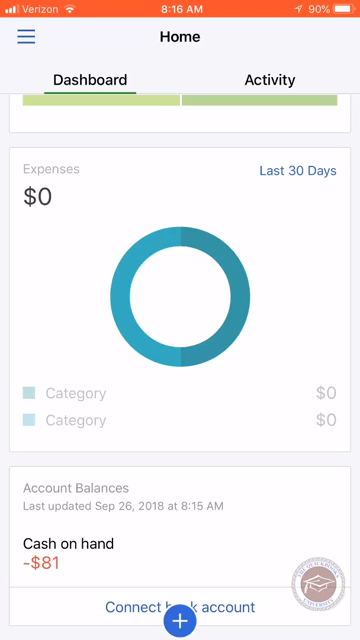 Verizon 8:16 AM 90%
Home
Dashboard Activity
Expenses Last 30 Days
$0
Category $0
Category $0
Account Balances
Last updated Sep 26, 2018 at 8:15 AM
Cash on hand
-$81
Connect account
UNIVERSITY